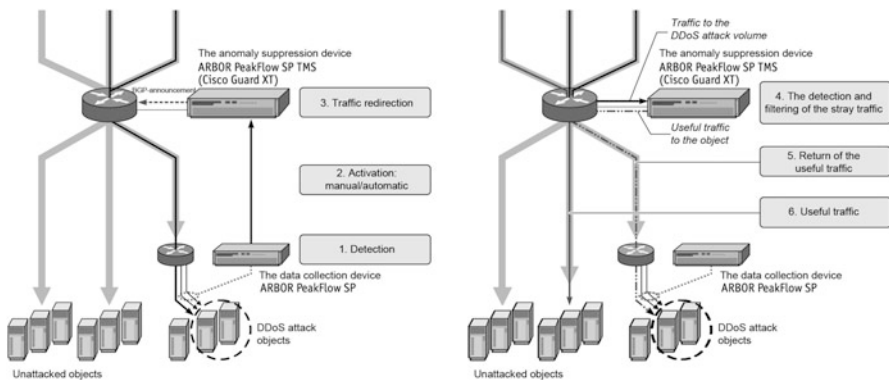 The anomaly suppression device
ARBOR PeakFlow SP TMS
(Cisco Guard XT)
BGP-announcement
3. Traffic redirection
2. Activation:
manual/automatic
1. Detection
The data collection device
ARBOR PeakFlow SP
DDoS attack
objects
Unattacked objects
Traffic to the
DDoS attack volume
The anomaly suppression device
ARBOR PeakFlow SP TMS
(Cisco Guard XT)
4. The detection and
filtering of the stray traffic
Useful traffic
to the object
5. Return of the
useful traffic
6. Useful traffic
The data collection device
ARBOR PeakFlow SP
DDoS attack
objects
Unattacked objects